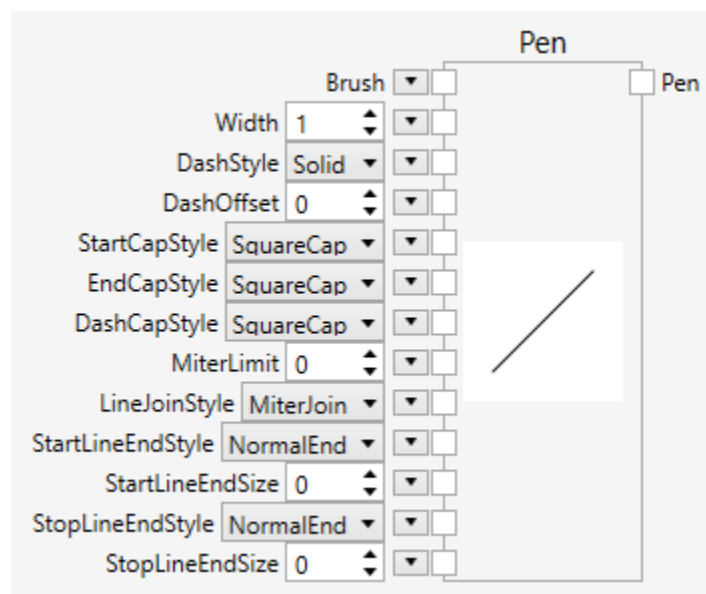 Pen
Brush
Pen
Width 1
DashStyle Solid
DashOffset 0
StartCapStyle SquareCap
EndCapStyle SquareCap
DashCapStyle SquareCap
MiterLimit 0
LineJoinStyle MiterJoin
StartLineEndStyle NormalEnd
StartLineEndSize 0
StopLineEndStyle NormalEnd
StopLineEndSize 0